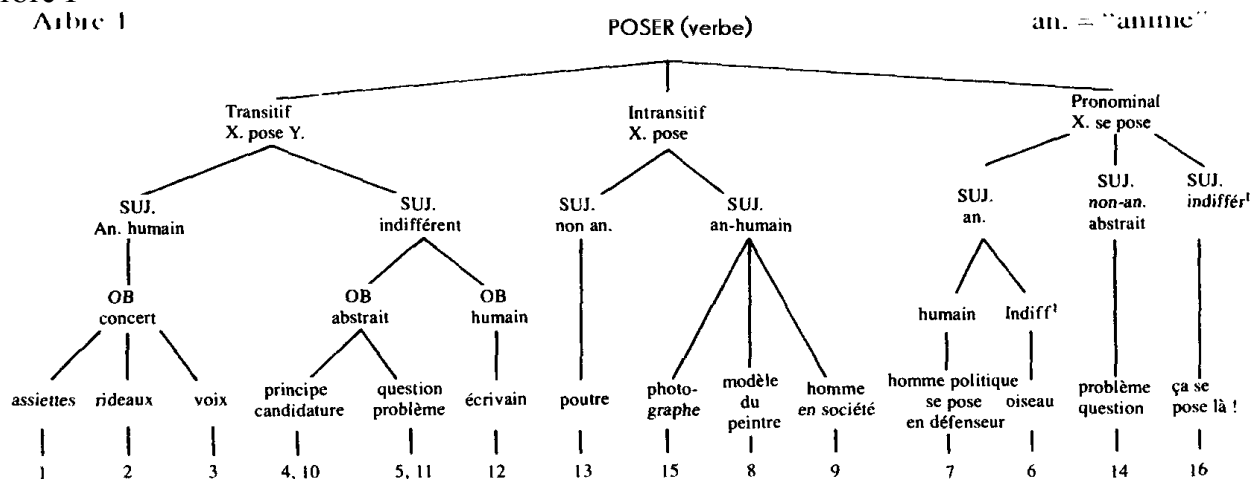 Arbre 1
POSER (verbe)
an. = "animé"
Transitif
X. pose Y.
Intransitif
X. pose
Pronominal
X. se pose
SUJ.
An. humain
SUJ.
indifférent
SUJ.
non an.
SUJ.
an-humain
SUJ.
an.
SUJ.
non-an.
abstrait
SUJ.
indiffért
OB
concert
OB
abstrait
OB
humain
humain
Indifft
assiettes
rideaux
voix
principe
candidature
question
problème
écrivain
poutre
photo-
graphe
modèle
du
peintre
homme
en société
homme politique
se pose
en défenseur
oiseau
problème
question
ça se
pose là !
1
2
3
4, 10
5, 11
12
13
15
8
9
7
6
14
16